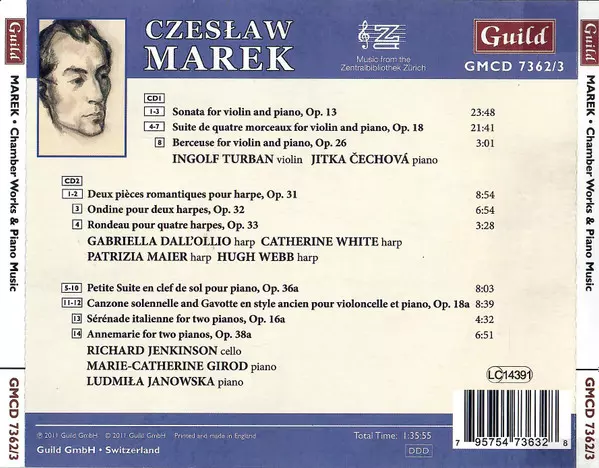 Guild
MAREK • Chamber Works & Piano Music
GMCD 7362/3
CZESŁAW
MAREK
Music from the
Zentralbibliothek Zürich
Guild
GMCD 7362/3
CD1
1-3 Sonata for violin and piano, Op. 13 23:48
4-7 Suite de quatre morceaux for violin and piano, Op. 18 21:41
8 Berceuse for violin and piano, Op. 26 3:01
INGOLF TURBAN violin JITKA ČECHOVÁ piano
CD2
1-2 Deux pièces romantiques pour harpe, Op. 31 8:54
3 Ondine pour deux harpes, Op. 32 6:54
4 Rondeau pour quatre harpes, Op. 33 3:28
GABRIELLA DALL'OLLIO harp CATHERINE WHITE harp
PATRIZIA MAIER harp HUGH WEBB harp
5-10 Petite Suite en clef de sol pour piano, Op. 36a 8:03
11-12 Canzone solennelle and Gavotte en style ancien pour violoncelle et piano, Op. 18a 8:39
13 Sérénade italienne for two pianos, Op. 16a 4:32
14 Annemarie for two pianos, Op. 38a 6:51
RICHARD JENKINSON cello
MARIE-CATHERINE GIROD piano
LUDMIŁA JANOWSKA piano
LC14391
℗ 2011 Guild GmbH © 2011 Guild GmbH Printed and made in England
Guild GmbH • Switzerland
Total Time: 1:35:55
DDD
7 95754 73632 8
Guild
MAREK • Chamber Works & Piano Music
GMCD 7362/3